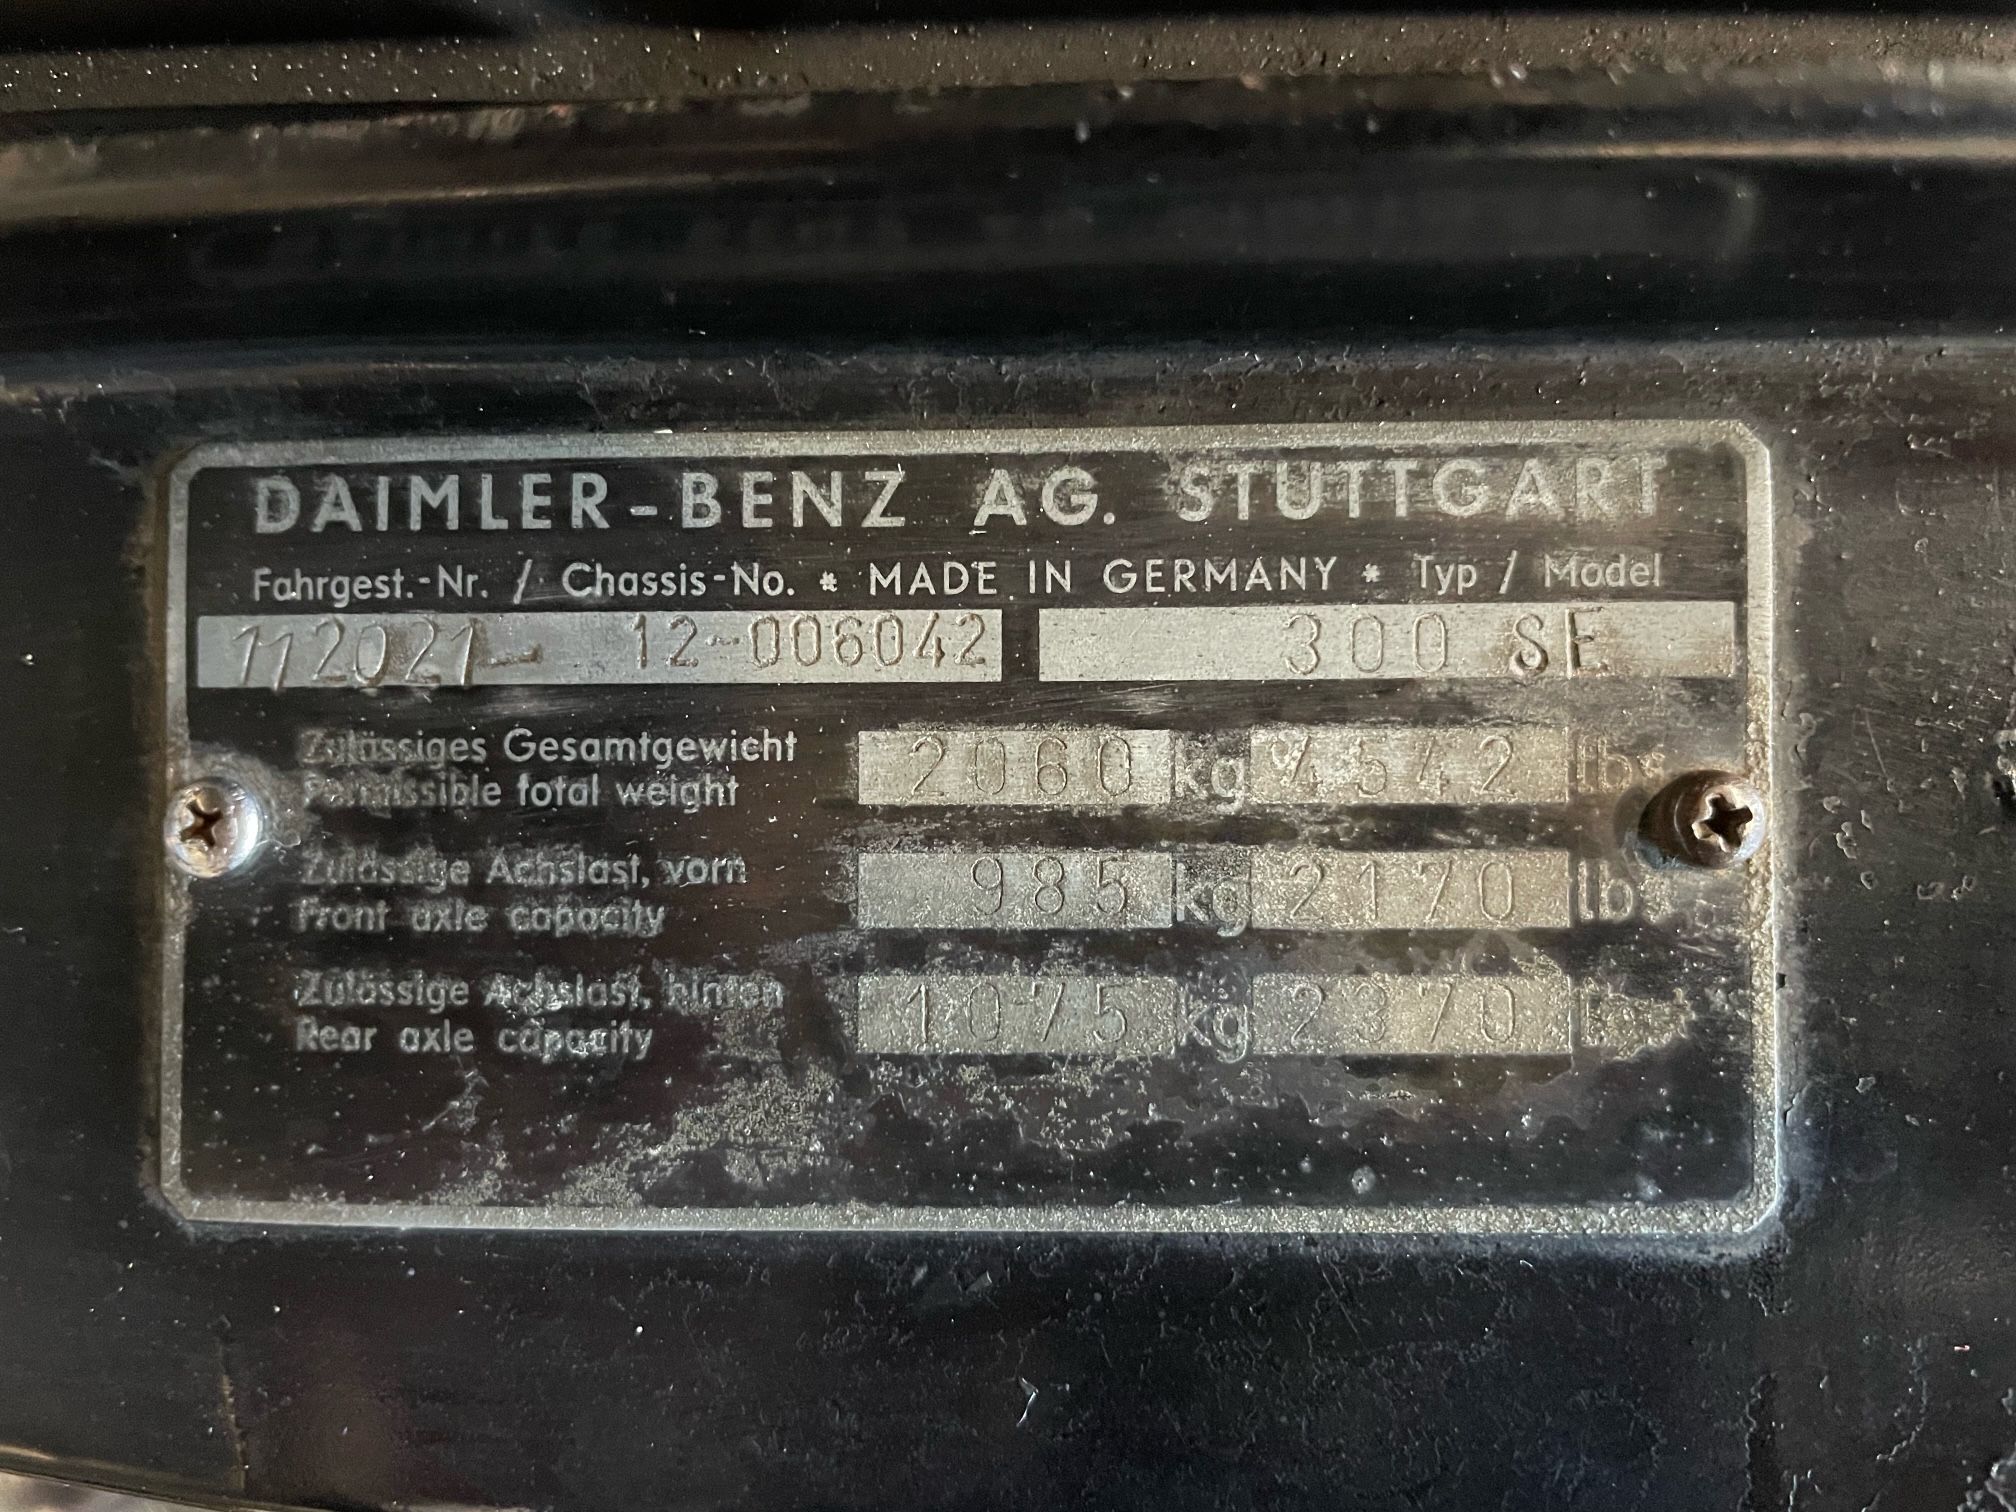 DAIMLER-BENZ AG. STUTTGART
Fahrgest.-Nr. / Chassis-No. * MADE IN GERMANY * Typ / Model
112021- 12-006042 300 SE
Zulässiges Gesamtgewicht
Permissible total weight
2060 kg 4542 lbs
Zulässige Achslast, vorn
Front axle capacity
985 kg 2170 lbs
Zulässige Achslast, hinten
Rear axle capacity
1075 kg 2370 lbs